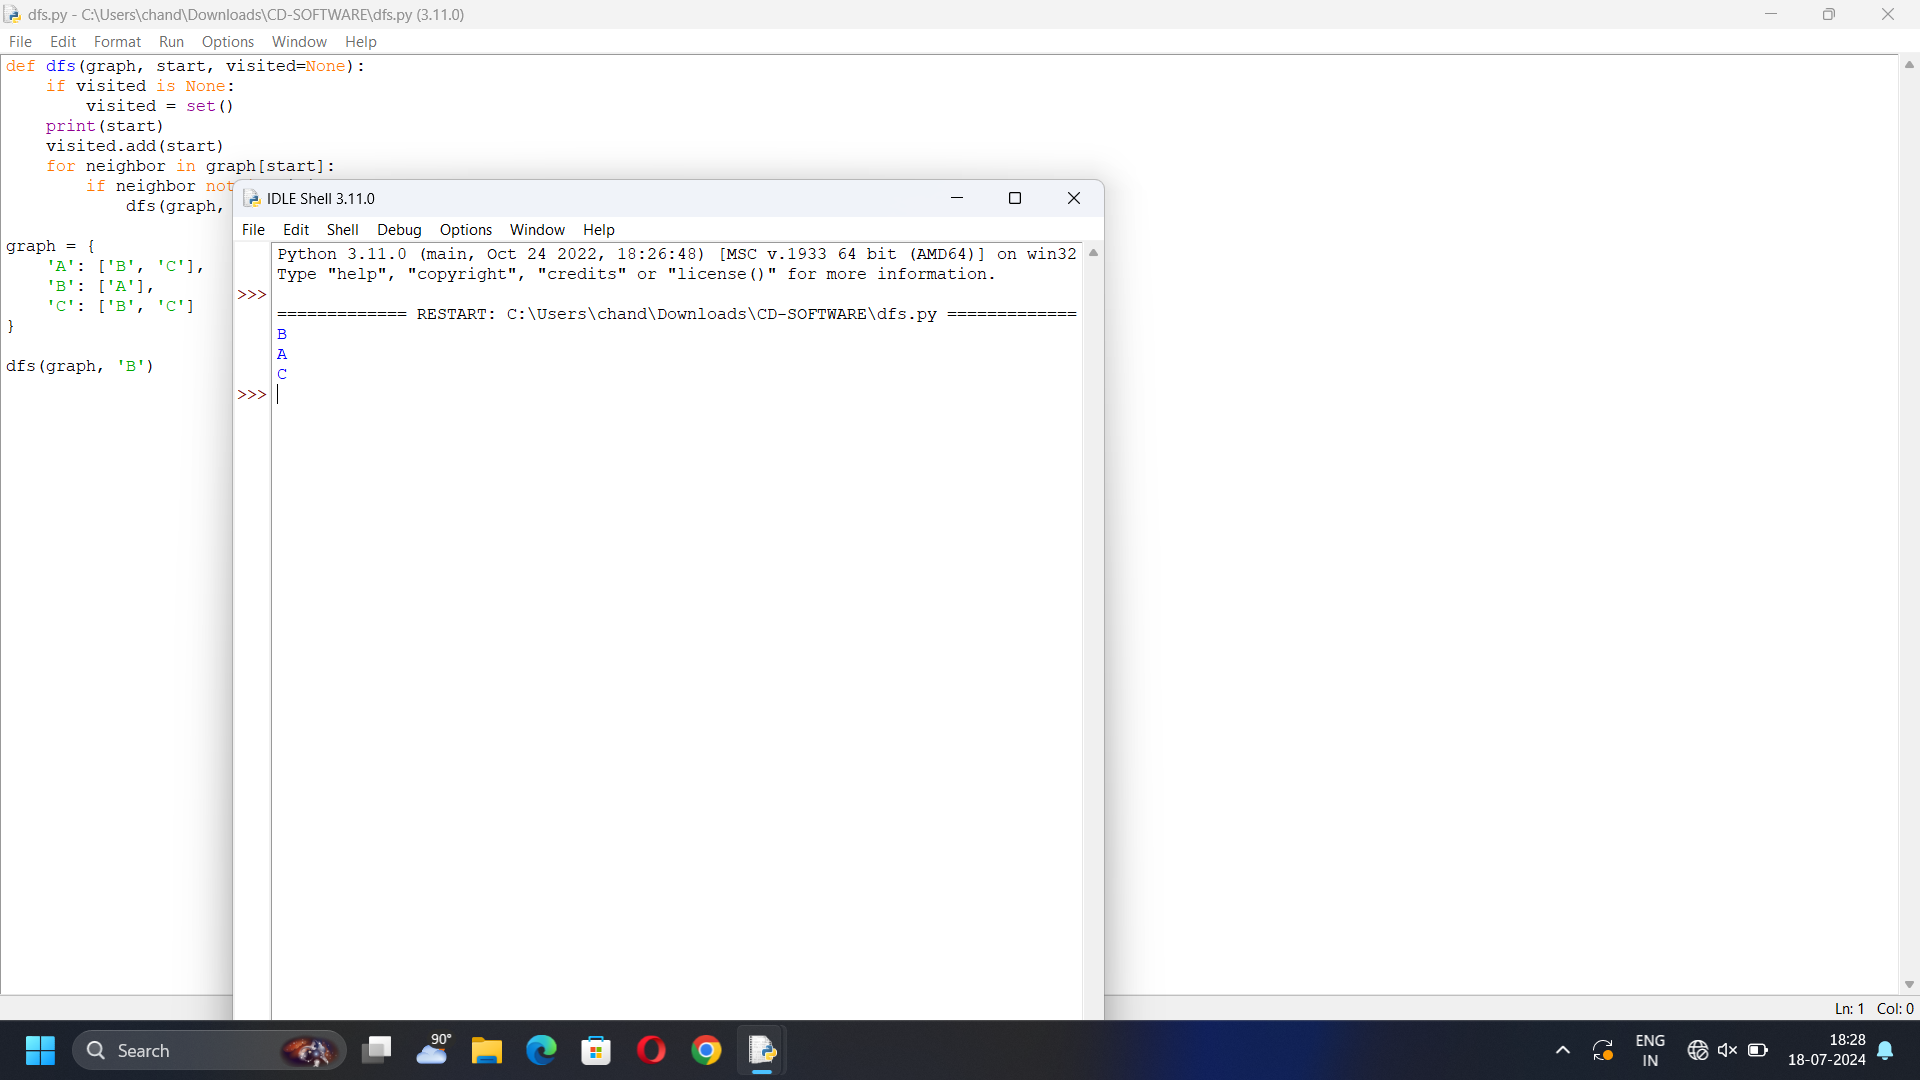 dfs.py - C:\Users\chand\Downloads\CD-SOFTWARE\dfs.py (3.11.0)
File Edit Format Run Options Window Help
def dfs(graph, start, visited=None):
    if visited is None:
        visited = set()
    print(start)
    visited.add(start)
    for neighbor in graph[start]:
        if neighbor not
            dfs(graph,
graph = {
    'A': ['B', 'C'],
    'B': ['A'],
    'C': ['B', 'C']
}
dfs(graph, 'B')
IDLE Shell 3.11.0
File Edit Shell Debug Options Window Help
Python 3.11.0 (main, Oct 24 2022, 18:26:48) [MSC v.1933 64 bit (AMD64)] on win32
Type "help", "copyright", "credits" or "license()" for more information.
>>>
============= RESTART: C:\Users\chand\Downloads\CD-SOFTWARE\dfs.py =============
B
A
C
>>>
Ln: 1 Col: 0
Search
90°
ENG
IN
18:28
18-07-2024